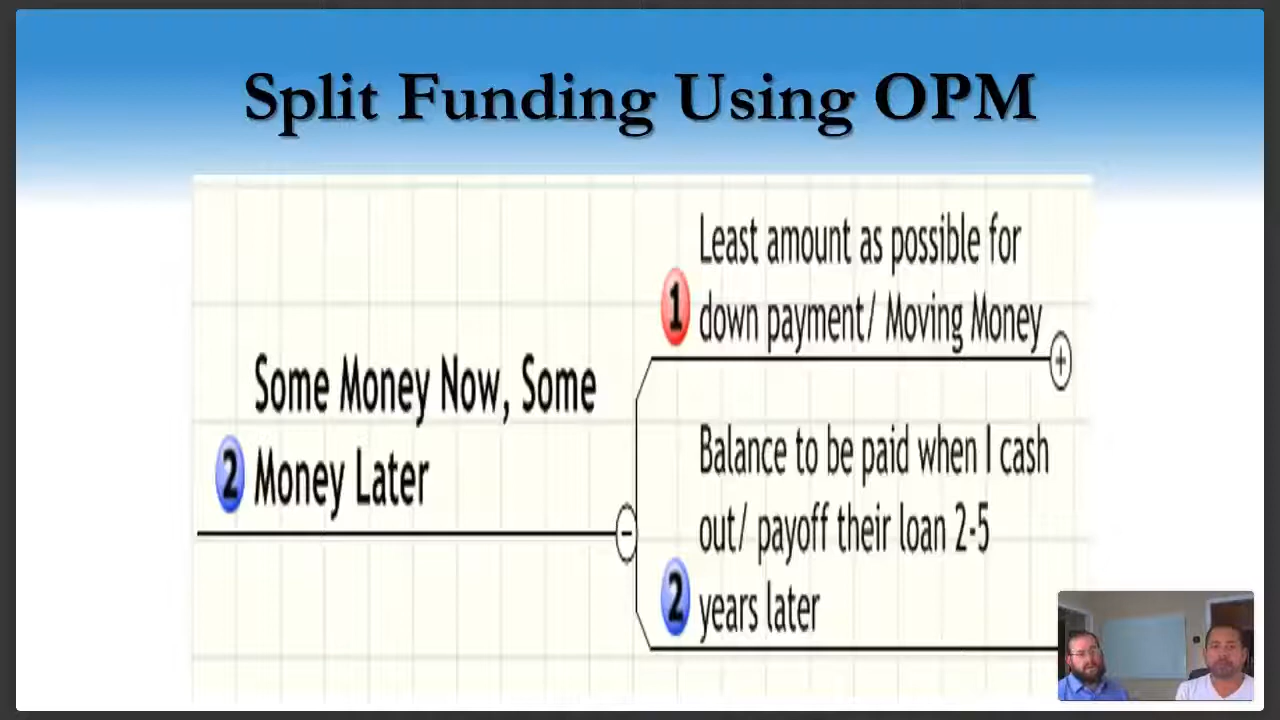 Split Funding Using OPM
Some Money Now, Some
2 Money Later
Least amount as possible for
1 down payment/ Moving Money
Balance to be paid when I cash
out/ payoff their loan 2-5
2 years later